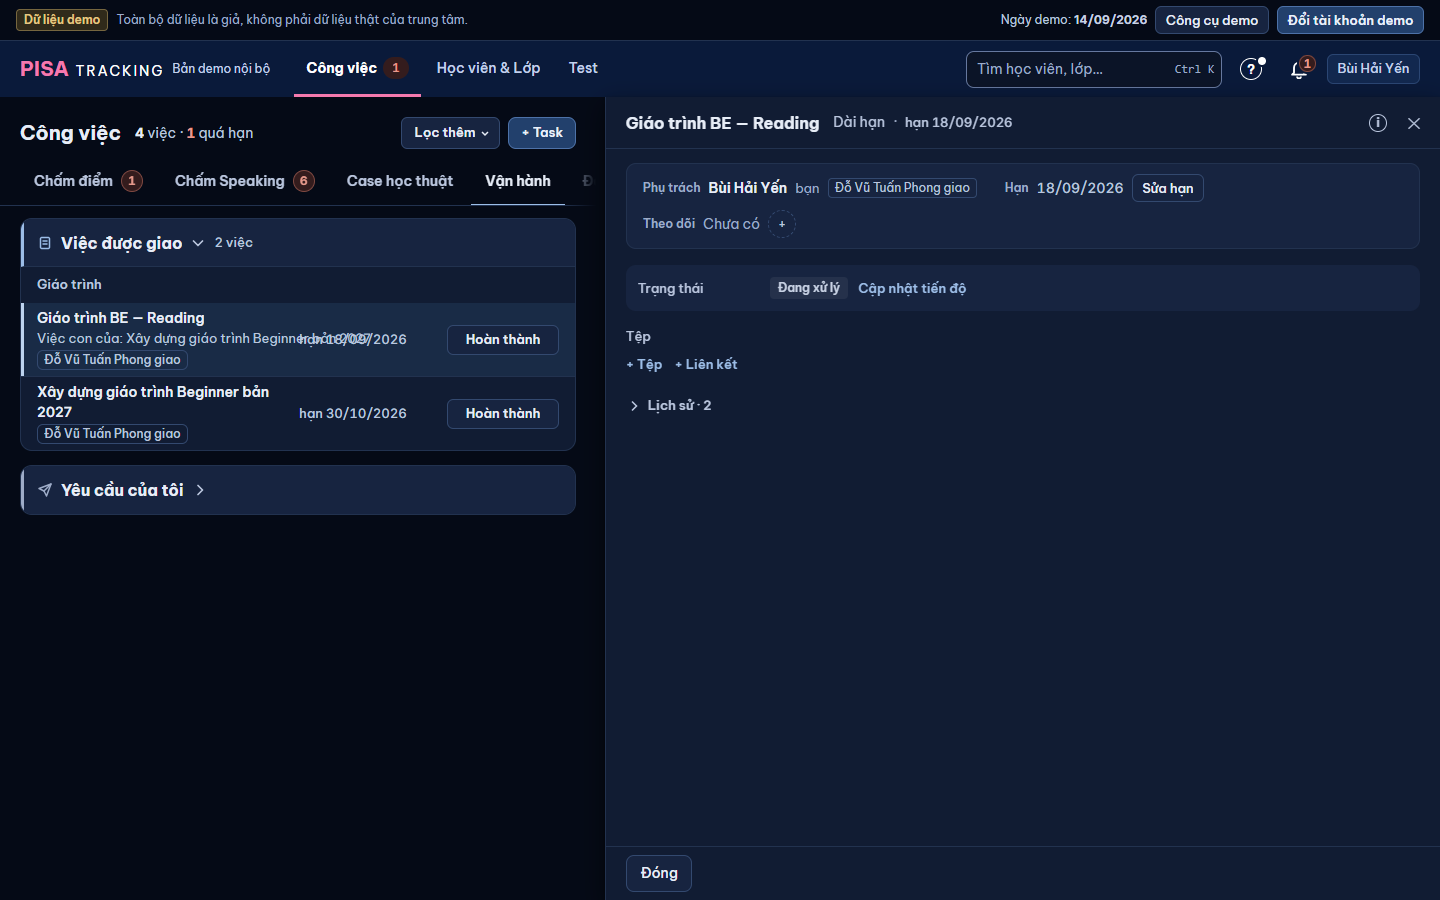 Dữ liệu demo Toàn bộ dữ liệu là giả, không phải dữ liệu thật của trung tâm. Ngày demo: 14/09/2026 Công cụ demo Đổi tài khoản demo
PISA TRACKING Bản demo nội bộ Công việc 1 Học viên & Lớp Test Tìm học viên, lớp... Ctrl K ? 1 Bùi Hải Yến
Công việc 4 việc · 1 quá hạn Lọc thêm + Task
Chấm điểm 1 Chấm Speaking 6 Case học thuật Vận hành
Việc được giao 2 việc
Giáo trình
Giáo trình BE — Reading
Việc con của: Xây dựng giáo trình Beginner bản 2027 hạn 18/09/2026 Hoàn thành
Đỗ Vũ Tuấn Phong giao
Xây dựng giáo trình Beginner bản
2027
hạn 30/10/2026 Hoàn thành
Đỗ Vũ Tuấn Phong giao
Yêu cầu của tôi
Giáo trình BE — Reading Dài hạn · hạn 18/09/2026
Phụ trách Bùi Hải Yến bạn Đỗ Vũ Tuấn Phong giao Hạn 18/09/2026 Sửa hạn
Theo dõi Chưa có +
Trạng thái Đang xử lý Cập nhật tiến độ
Tệp
+ Tệp + Liên kết
Lịch sử · 2
Đóng